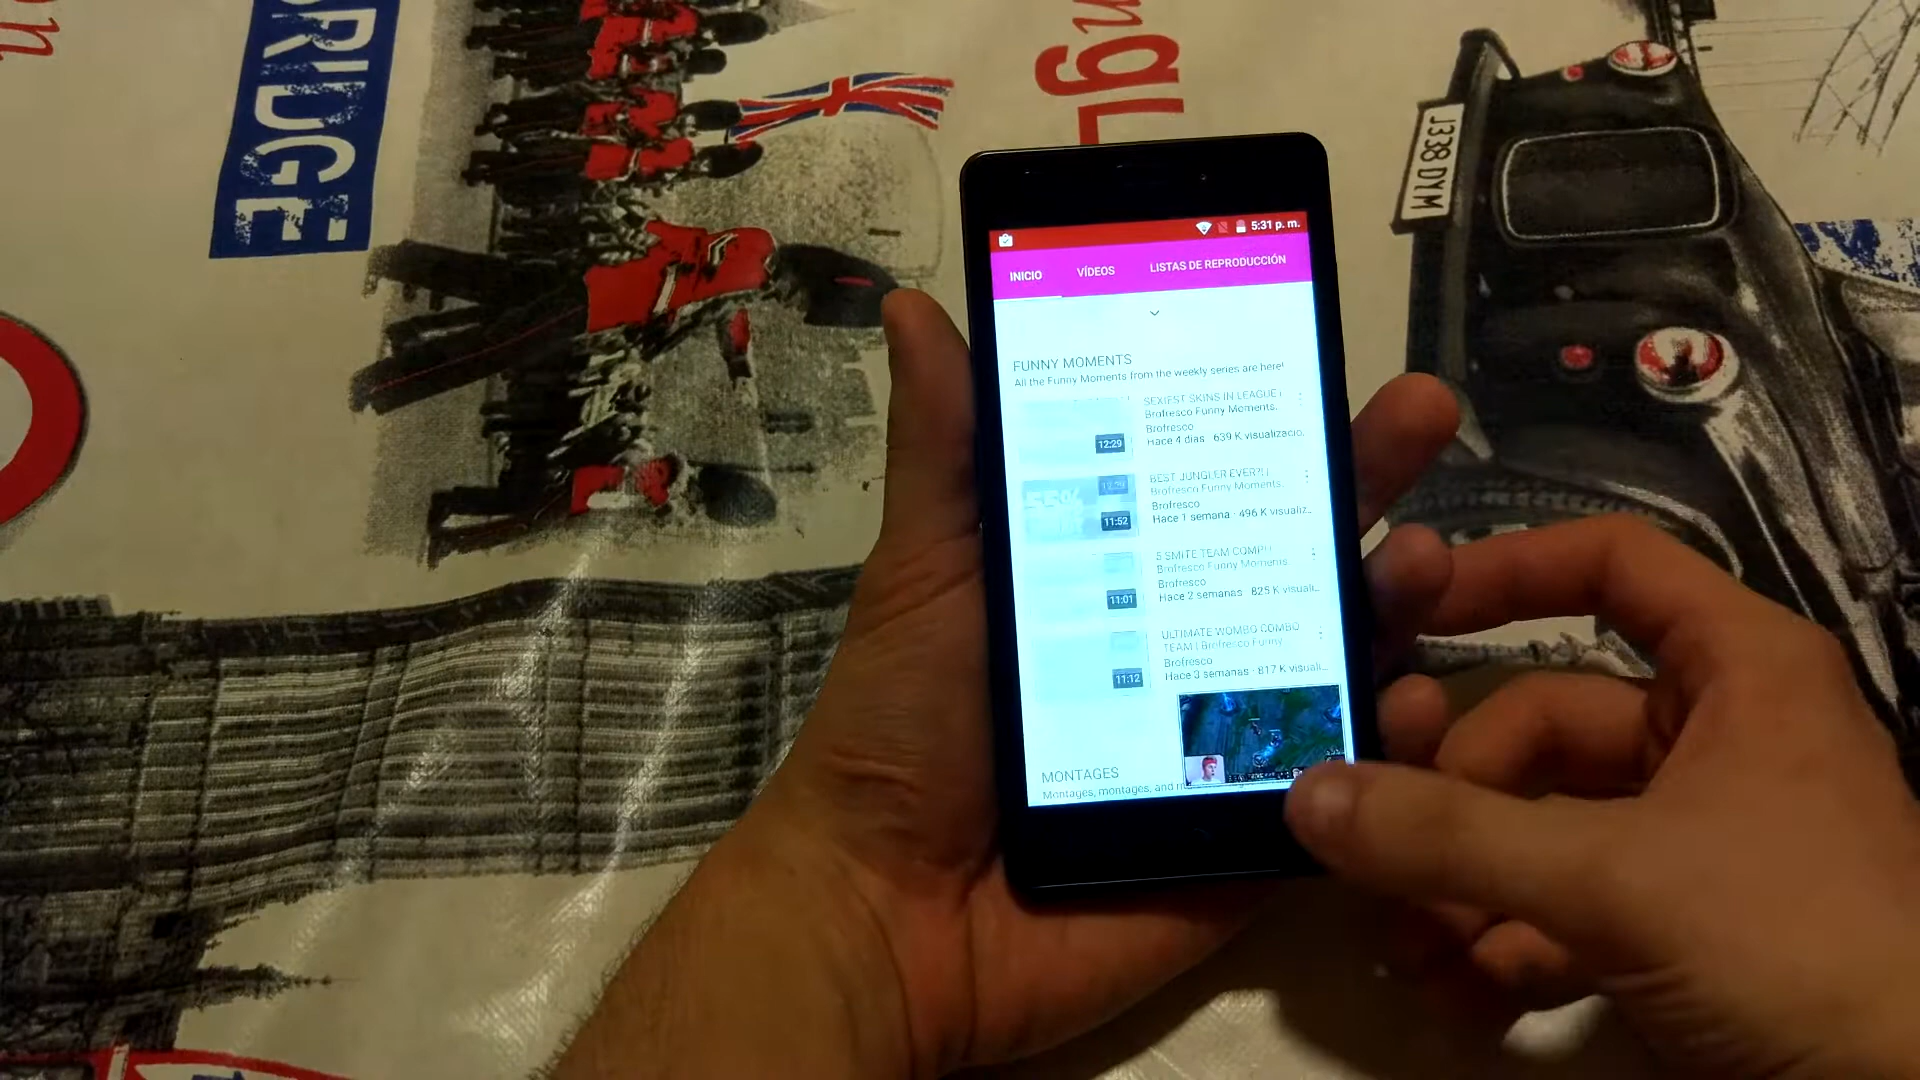 BRIDGE
J338 DYM
5:31 p. m.
INICIO
VÍDEOS
LISTAS DE REPRODUCCIÓN
FUNNY MOMENTS
All the Funny Moments from the weekly series are here!
12:29
SEXIEST SKINS IN LEAGUE
Brofresco Funny Moments.
Brofresco
Hace 4 días · 639 K visualizacio.
55%
12:29
11:52
BEST JUNGLER EVER?! |
Brofresco Funny Moments.
Brofresco
Hace 1 semana · 496 K visualiz...
11:01
5 SMITE TEAM COMP! |
Brofresco Funny Moments
Brofresco
Hace 2 semanas · 825 K visuali...
11:12
ULTIMATE WOMBO COMBO
TEAM | Brofresco Funny
Brofresco
Hace 3 semanas · 817 K visuali...
MONTAGES
Montages, montages, and